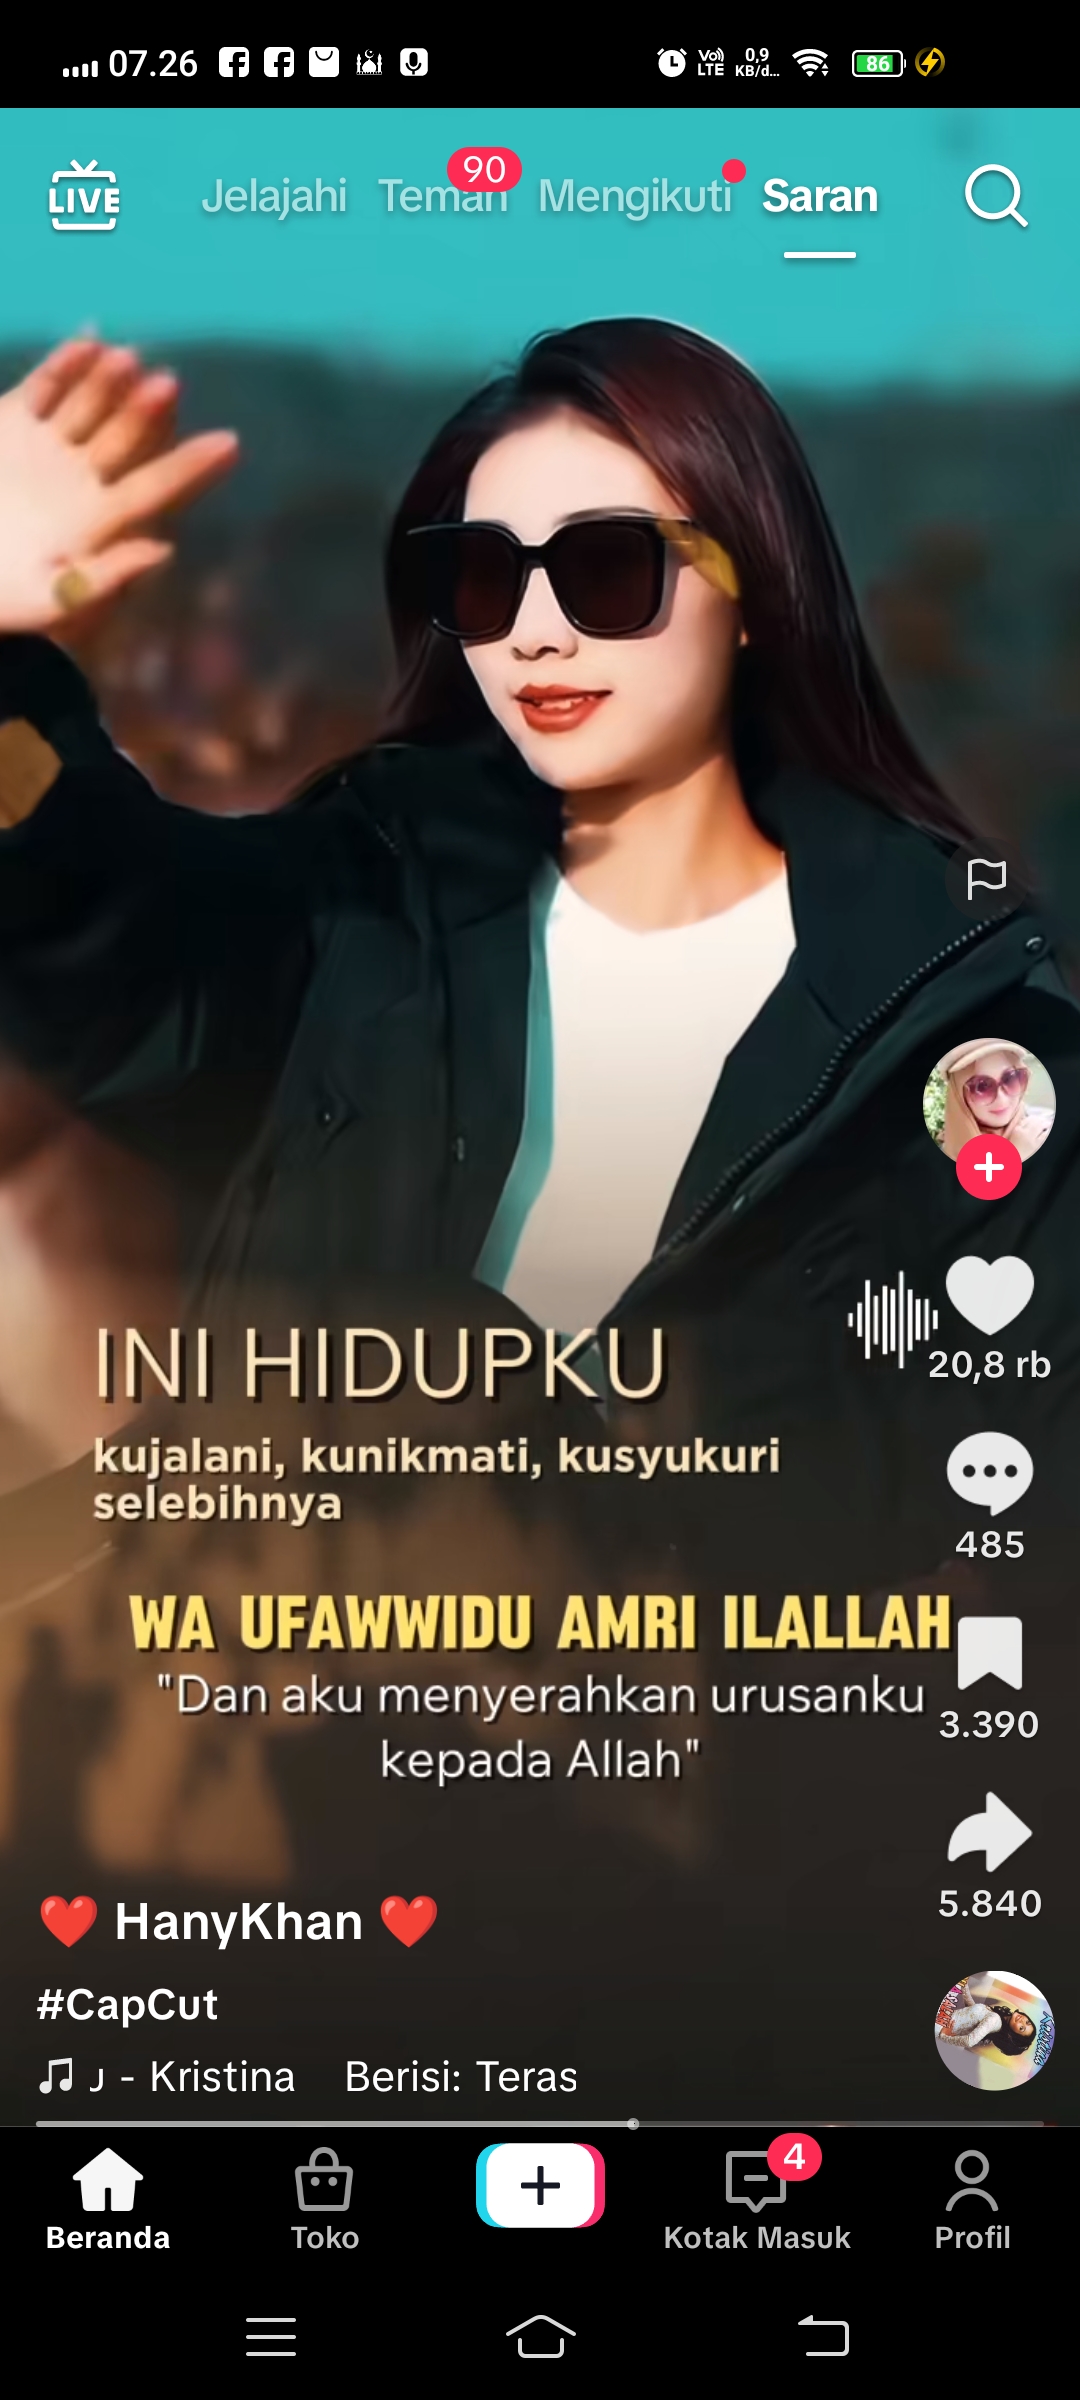 07.26
Vo)) LTE
0,9 KB/d...
86
LIVE
Jelajahi
Teman
90
Mengikuti
Saran
INI HIDUPKU
kujalani, kunikmati, kusyukuri
selebihnya
WA UFAWWIDU AMRI ILALLAH
"Dan aku menyerahkan urusanku
kepada Allah"
20,8 rb
485
3.390
5.840
❤️ HanyKhan ❤️
#CapCut
- Kristina Berisi: Teras
Beranda
Toko
4
Kotak Masuk
Profil